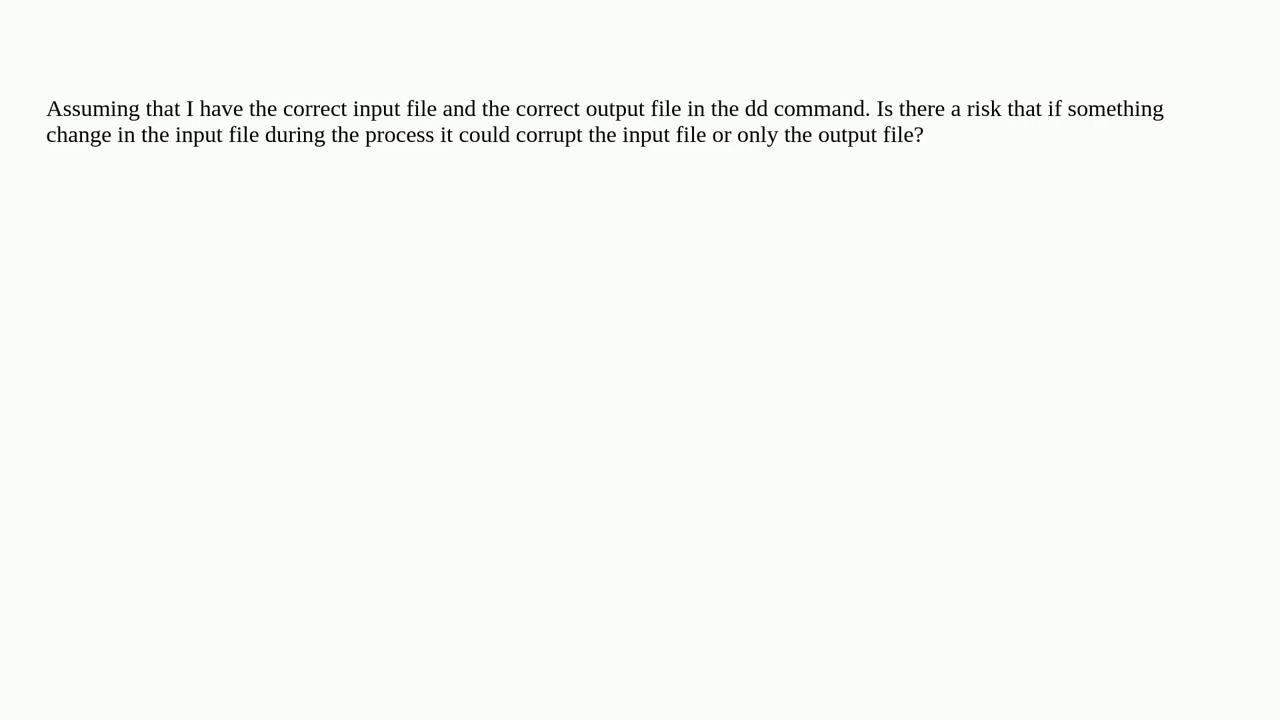 Assuming that I have the correct input file and the correct output file in the dd command. Is there a risk that if something
change in the input file during the process it could corrupt the input file or only the output file?